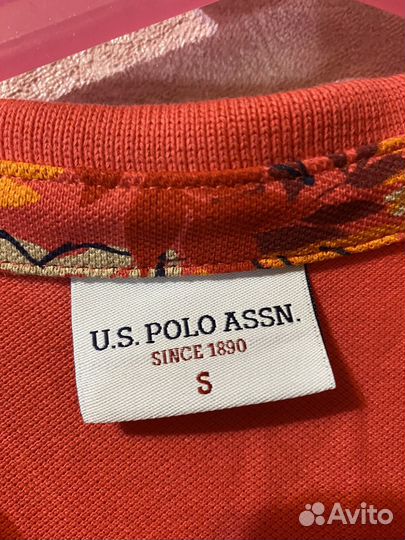 U.S. POLO ASSN.
SINCE 1890
S
Avito